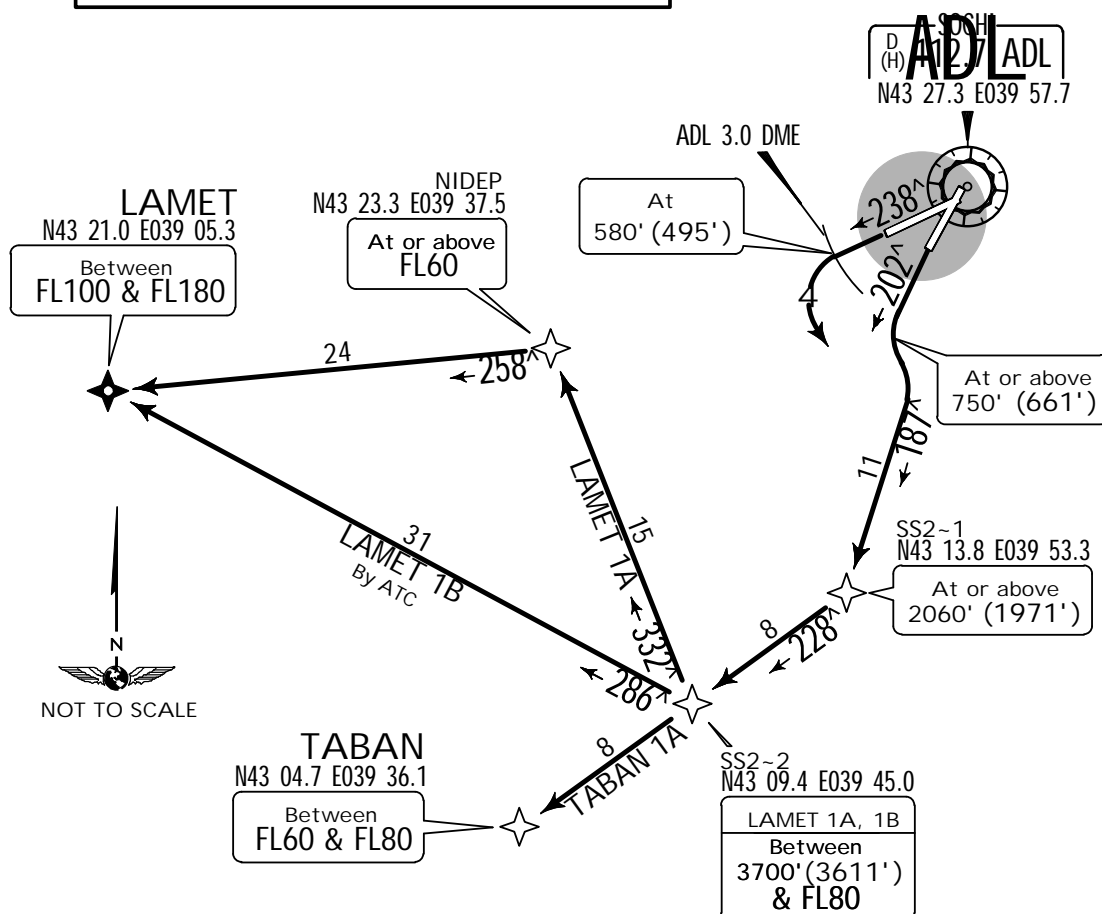 SOCHI
D
(H) 112.7 ADL
ADL
N43 27.3 E039 57.7
ADL 3.0 DME
At
580' (495')
238^
202^
4
At or above
750' (661')
187^
11
SS2~1
N43 13.8 E039 53.3
At or above
2060' (1971')
8
228^
NIDEP
N43 23.3 E039 37.5
At or above
FL60
LAMET
N43 21.0 E039 05.3
Between
FL100 & FL180
24
258^
LAMET 1A
15
332^
31
LAMET 1B
By ATC
286^
N
NOT TO SCALE
TABAN
N43 04.7 E039 36.1
Between
FL60 & FL80
8
TABAN 1A
SS2~2
N43 09.4 E039 45.0
LAMET 1A, 1B
Between
3700' (3611')
& FL80